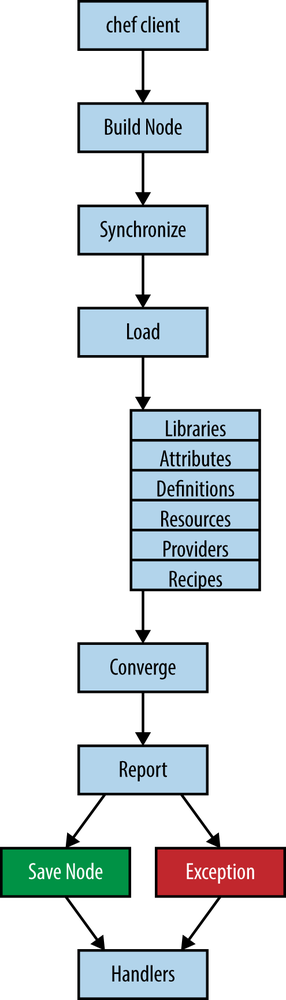 chef client
Build Node
Synchronize
Load
Libraries
Attributes
Definitions
Resources
Providers
Recipes
Converge
Report
Save Node
Exception
Handlers